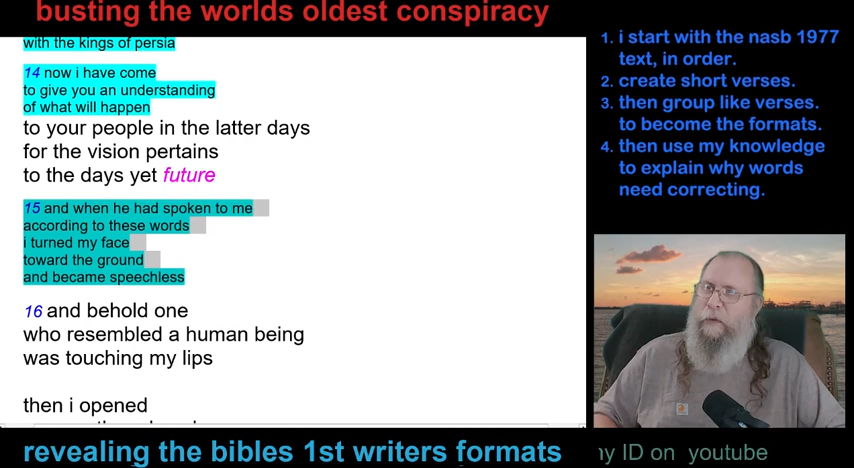 busting the worlds oldest conspiracy
with the kings of persia
14 now i have come
to give you an understanding
of what will happen
to your people in the latter days
for the vision pertains
to the days yet future
15 and when he had spoken to me
according to these words
i turned my face
toward the ground
and became speechless
16 and behold one
who resembled a human being
was touching my lips
then i opened
revealing the bibles 1st writers formats
1. i start with the nasb 1977
text, in order.
2. create short verses.
3. then group like verses.
to become the formats.
4. then use my knowledge
to explain why words
need correcting.
ID on youtube